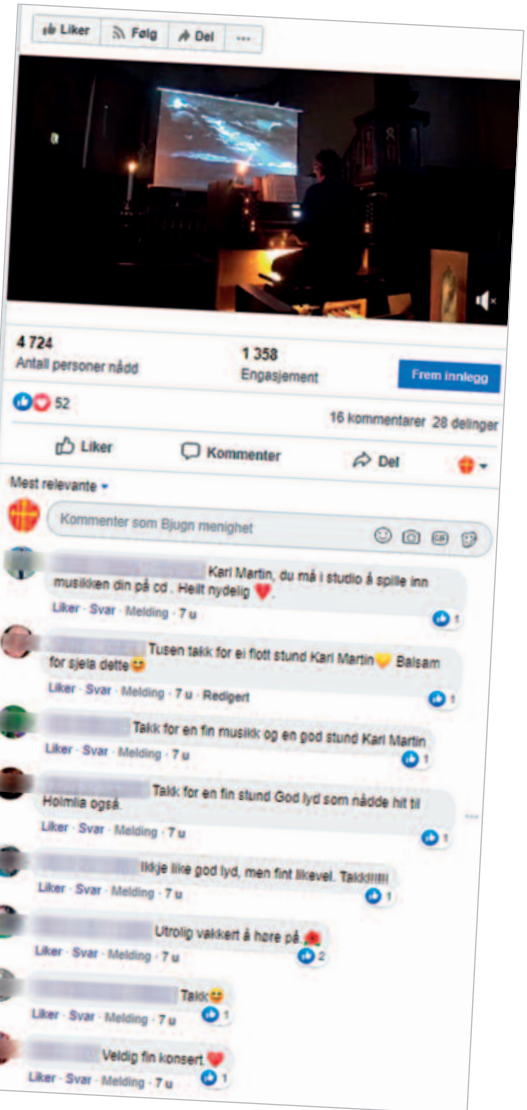 Liker Følg Del ...
4 724
Antall personer nådd
1 358
Engasjement
Frem innlegg
52
16 kommentarer 28 delinger
Liker Kommenter Del
Mest relevante
Kommenter som Bjugn menighet
GIF
Karl Martin, du må i studio å spille inn
musikken din på cd . Heilt nydelig
Liker · Svar · Melding · 7 u
1
Tusen takk for ei flott stund Karl Martin Balsam
for sjela dette
Liker · Svar · Melding · 7 u · Redigert
1
Takk for en fin musikk og en god stund Karl Martin
Liker · Svar · Melding · 7 u
1
Takk for en fin stund God lyd som nådde hit til
Holmlia også.
Liker · Svar · Melding · 7 u
1
Ikkje like god lyd, men fint likevel. Takk!!!!!!
Liker · Svar · Melding · 7 u
1
Utrolig vakkert å høre på.
Liker · Svar · Melding · 7 u
2
Takk
Liker · Svar · Melding · 7 u
1
Veldig fin konsert
Liker · Svar · Melding · 7 u
1